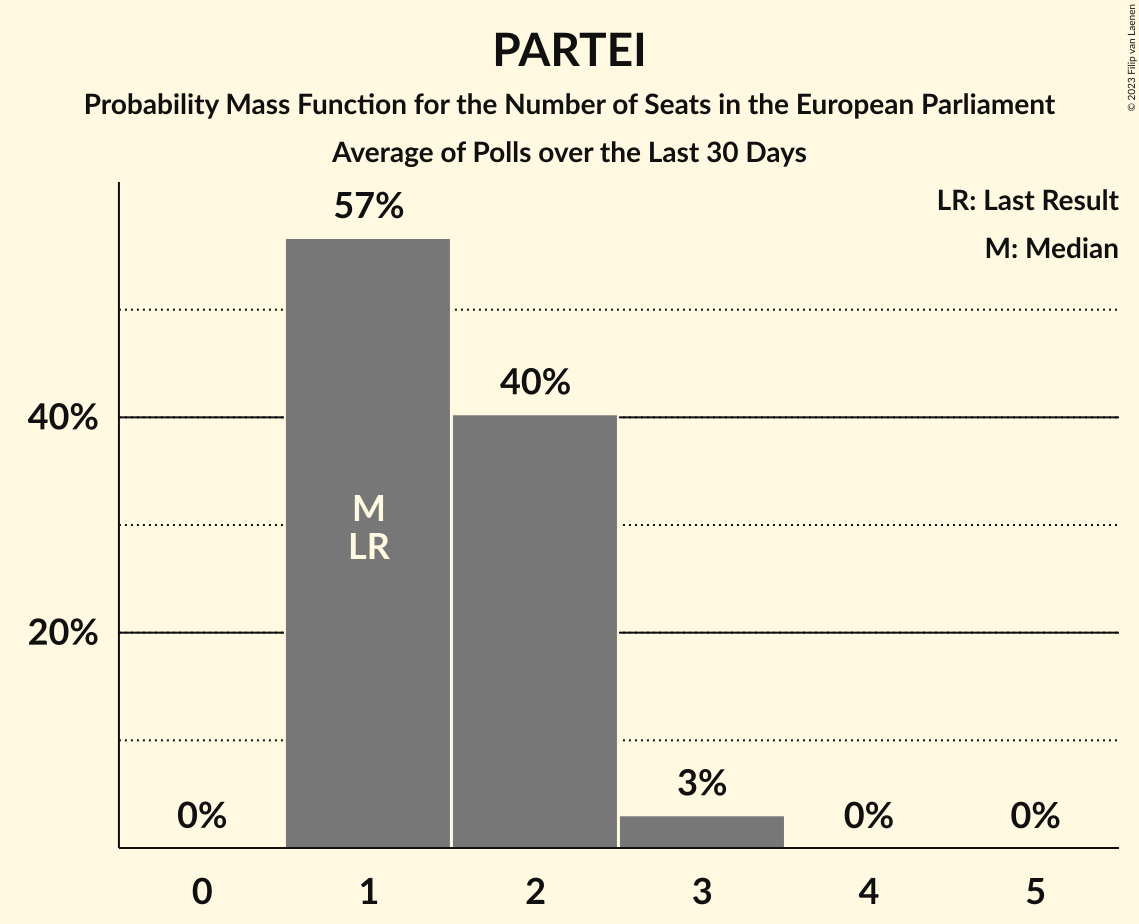 PARTEI
Probability Mass Function for the Number of Seats in the European Parliament
Average of Polls over the Last 30 Days
© 2023 Filip van Laenen
LR: Last Result
M: Median
57%
40%
40%
M
LR
20%
3%
0%
0%
0%
0
1
2
3
4
5